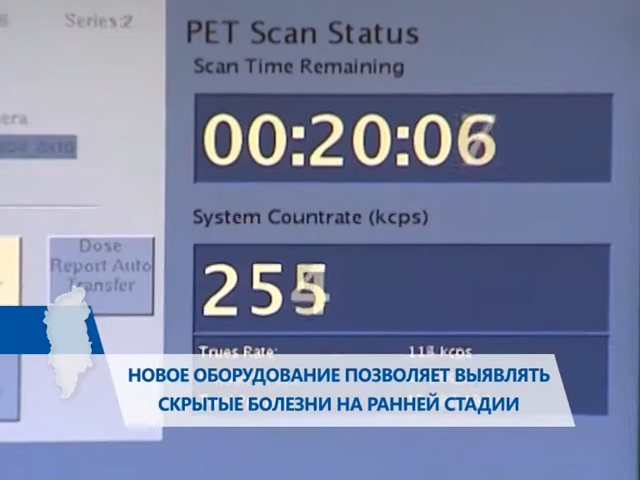 Series:2
PET Scan Status
Scan Time Remaining
00:20:06
System Countrate (kcps)
Dose
Report Auto
Transfer
255
Trues Rate:
kcps
НОВОЕ ОБОРУДОВАНИЕ ПОЗВОЛЯЕТ ВЫЯВЛЯТЬ
СКРЫТЫЕ БОЛЕЗНИ НА РАННЕЙ СТАДИИ